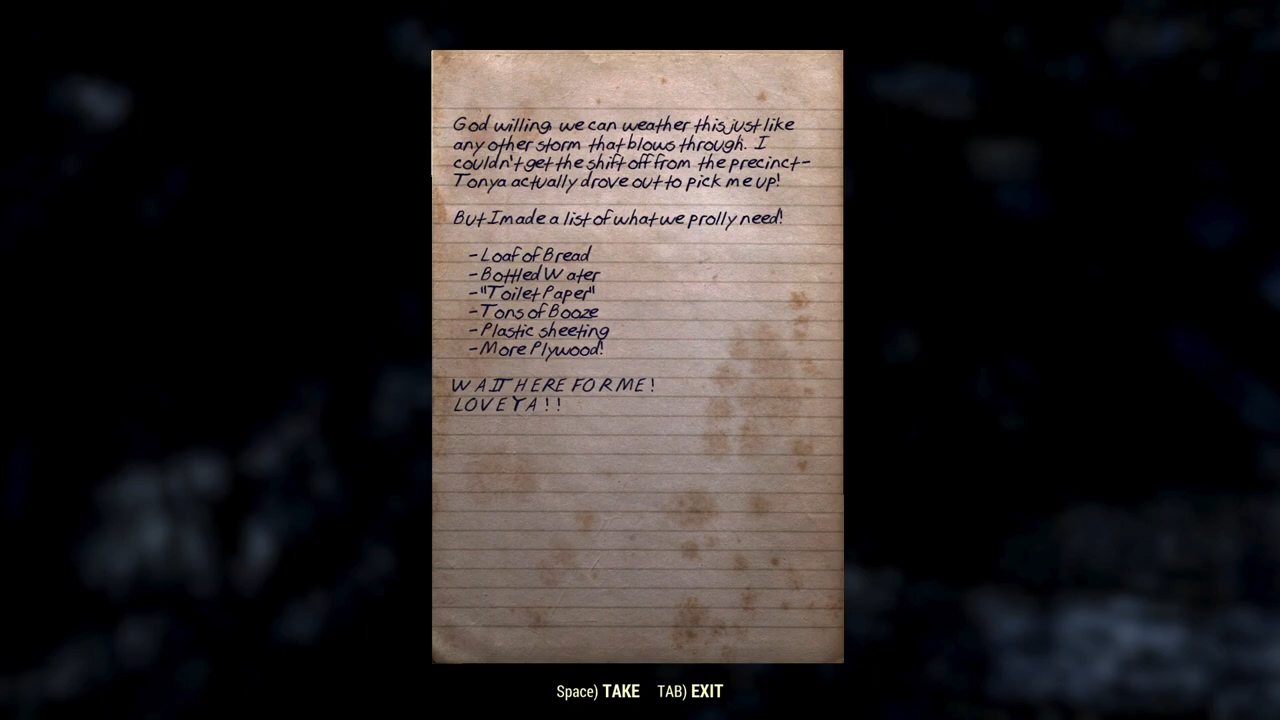 God willing we can weather this just like
any other storm that blows through. I
couldn't get the shift off from the precinct-
Tonya actually drove out to pick me up!
But I made a list of what we prolly need!
-Loaf of Bread
-Bottled Water
-"Toilet Paper"
-Tons of Booze
-Plastic sheeting
-More Plywood!
WAIT HERE FOR ME!
LOVE YA!!
Space) TAKE TAB) EXIT